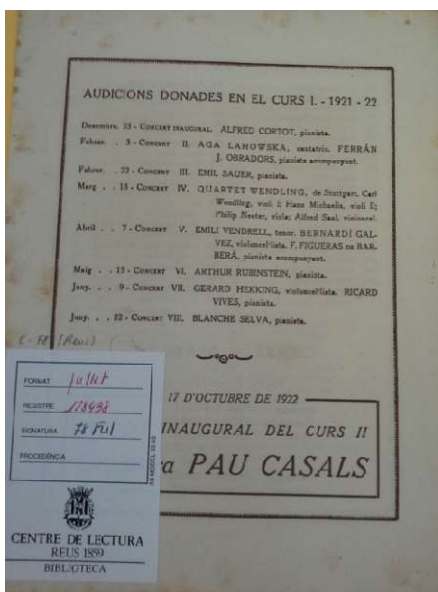 AUDICIONS DONADES EN EL CURS I. - 1921 - 22
Desembre. 23 - CONCERT INAUGURAL. ALFRED CORTOT, pianista.
Febrer. . 3 - CONCERT II. AGA LAHOWSKA, cantatriu. FERRÁN
J. OBRADORS, pianista acompanyant.
Febrer. . 22 - CONCERT III. EMIL SAUER, pianista.
Març . . 15 - CONCERT IV. QUARTET WENDLING, de Stuttgart. Carl
Wendling, violí I; Hans Michaelis, violí II;
Philip Neeter, viola; Alfred Saal, violoncel.
Abril . . 7 - CONCERT V. EMILI VENDRELL, tenor. BERNARDÍ GAL-
VEZ, violoncel·lista. F. FIGUERAS DE BAR-
BERÁ, pianista acompanyant.
Maig . . 15 - CONCERT VI. ARTHUR RUBINSTEIN, pianista.
Juny. . . 9 - CONCERT VII. GERARD HEKKING, violoncel·lista. RICARD
VIVES, pianista.
Juny. . . 22 - CONCERT VIII. BLANCHE SELVA, pianista.
(Reus)
17 D'OCTUBRE DE 1922
INAUGURAL DEL CURS II
PAU CASALS
FORMAT fullet
REGISTRE
SIGNATURA 78 Ful
PROCEDÈNCIA
CENTRE DE LECTURA
REUS 1859
BIBLIOTECA